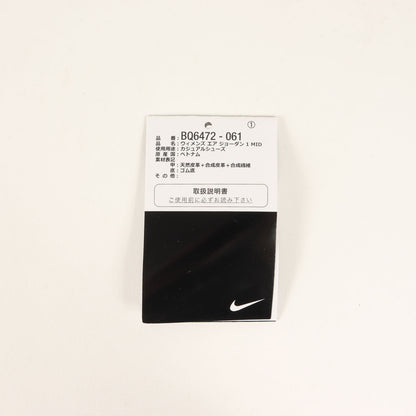 ①
品 番:BQ6472-061
品 名:ウィメンズ エア ジョーダン 1 MID
使用用途:カジュアルシューズ
原 産 国:ベトナム
素材表記
甲:天然皮革+合成皮革+合成繊維
底:ゴム底
そ の 他:
取扱説明書
ご使用前に必ずお読み下さい